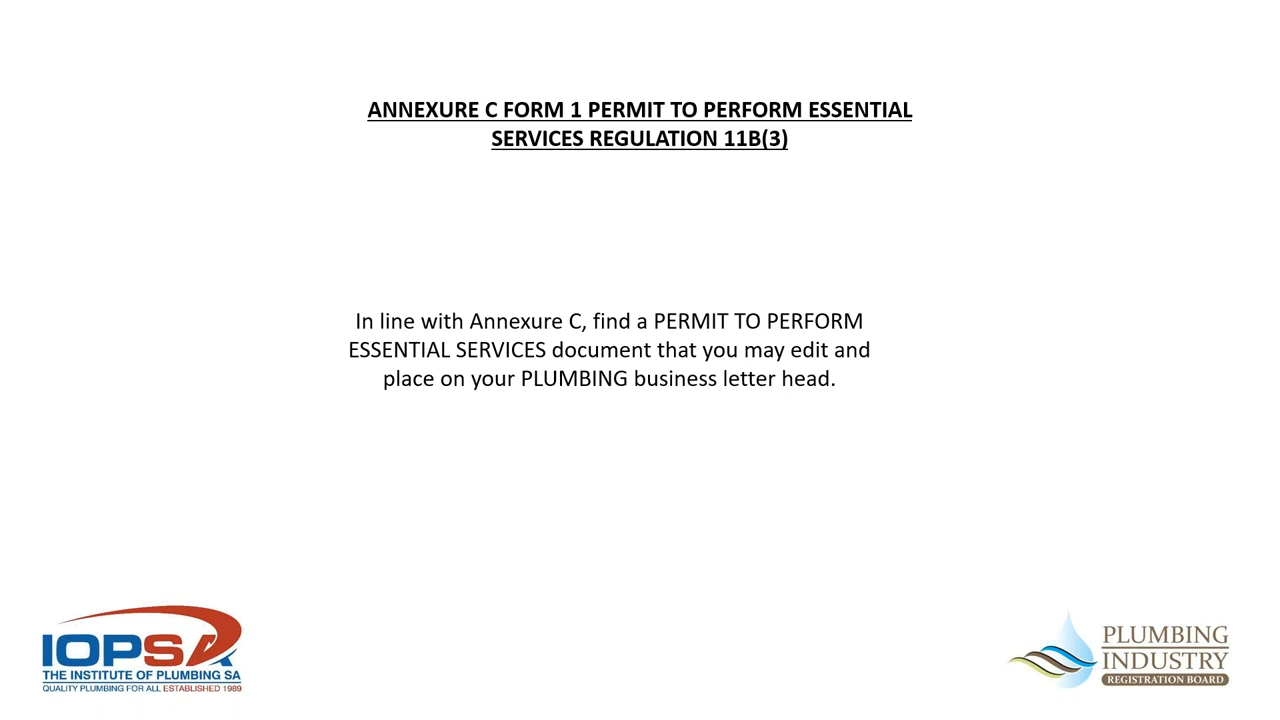 ANNEXURE C FORM 1 PERMIT TO PERFORM ESSENTIAL
SERVICES REGULATION 11B(3)
In line with Annexure C, find a PERMIT TO PERFORM
ESSENTIAL SERVICES document that you may edit and
place on your PLUMBING business letter head.
IOPSA
THE INSTITUTE OF PLUMBING SA
QUALITY PLUMBING FOR ALL ESTABLISHED 1989
PLUMBING
INDUSTRY
REGISTRATION BOARD